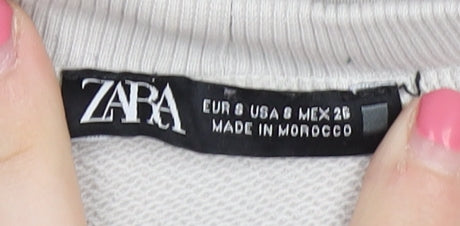 ZARA
EUR S USA S MEX 26
MADE IN MOROCCO